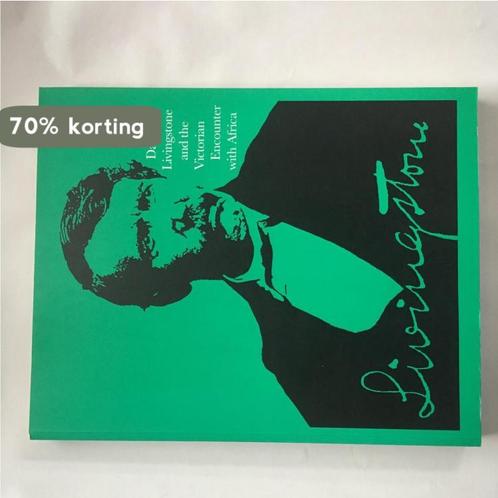 70% korting
Livingstone
and the
Victorian
Encounter
with Africa
Livingstone